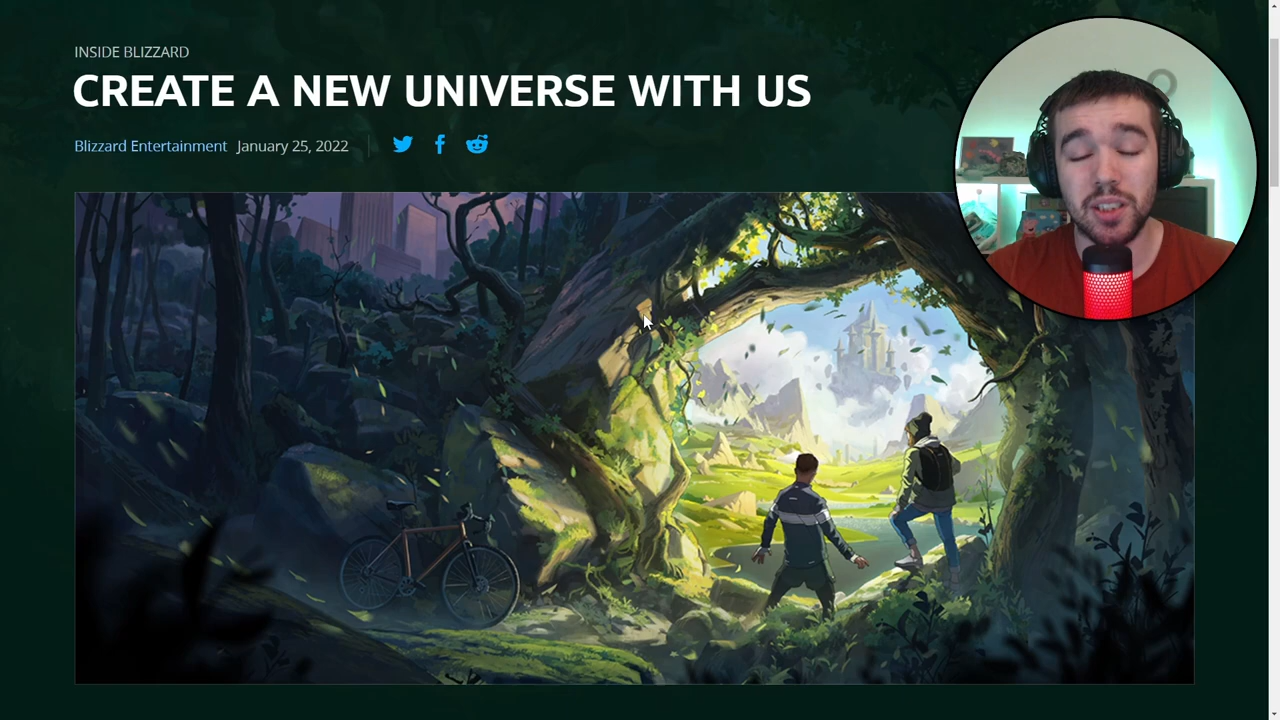 INSIDE BLIZZARD
CREATE A NEW UNIVERSE WITH US
Blizzard Entertainment January 25, 2022